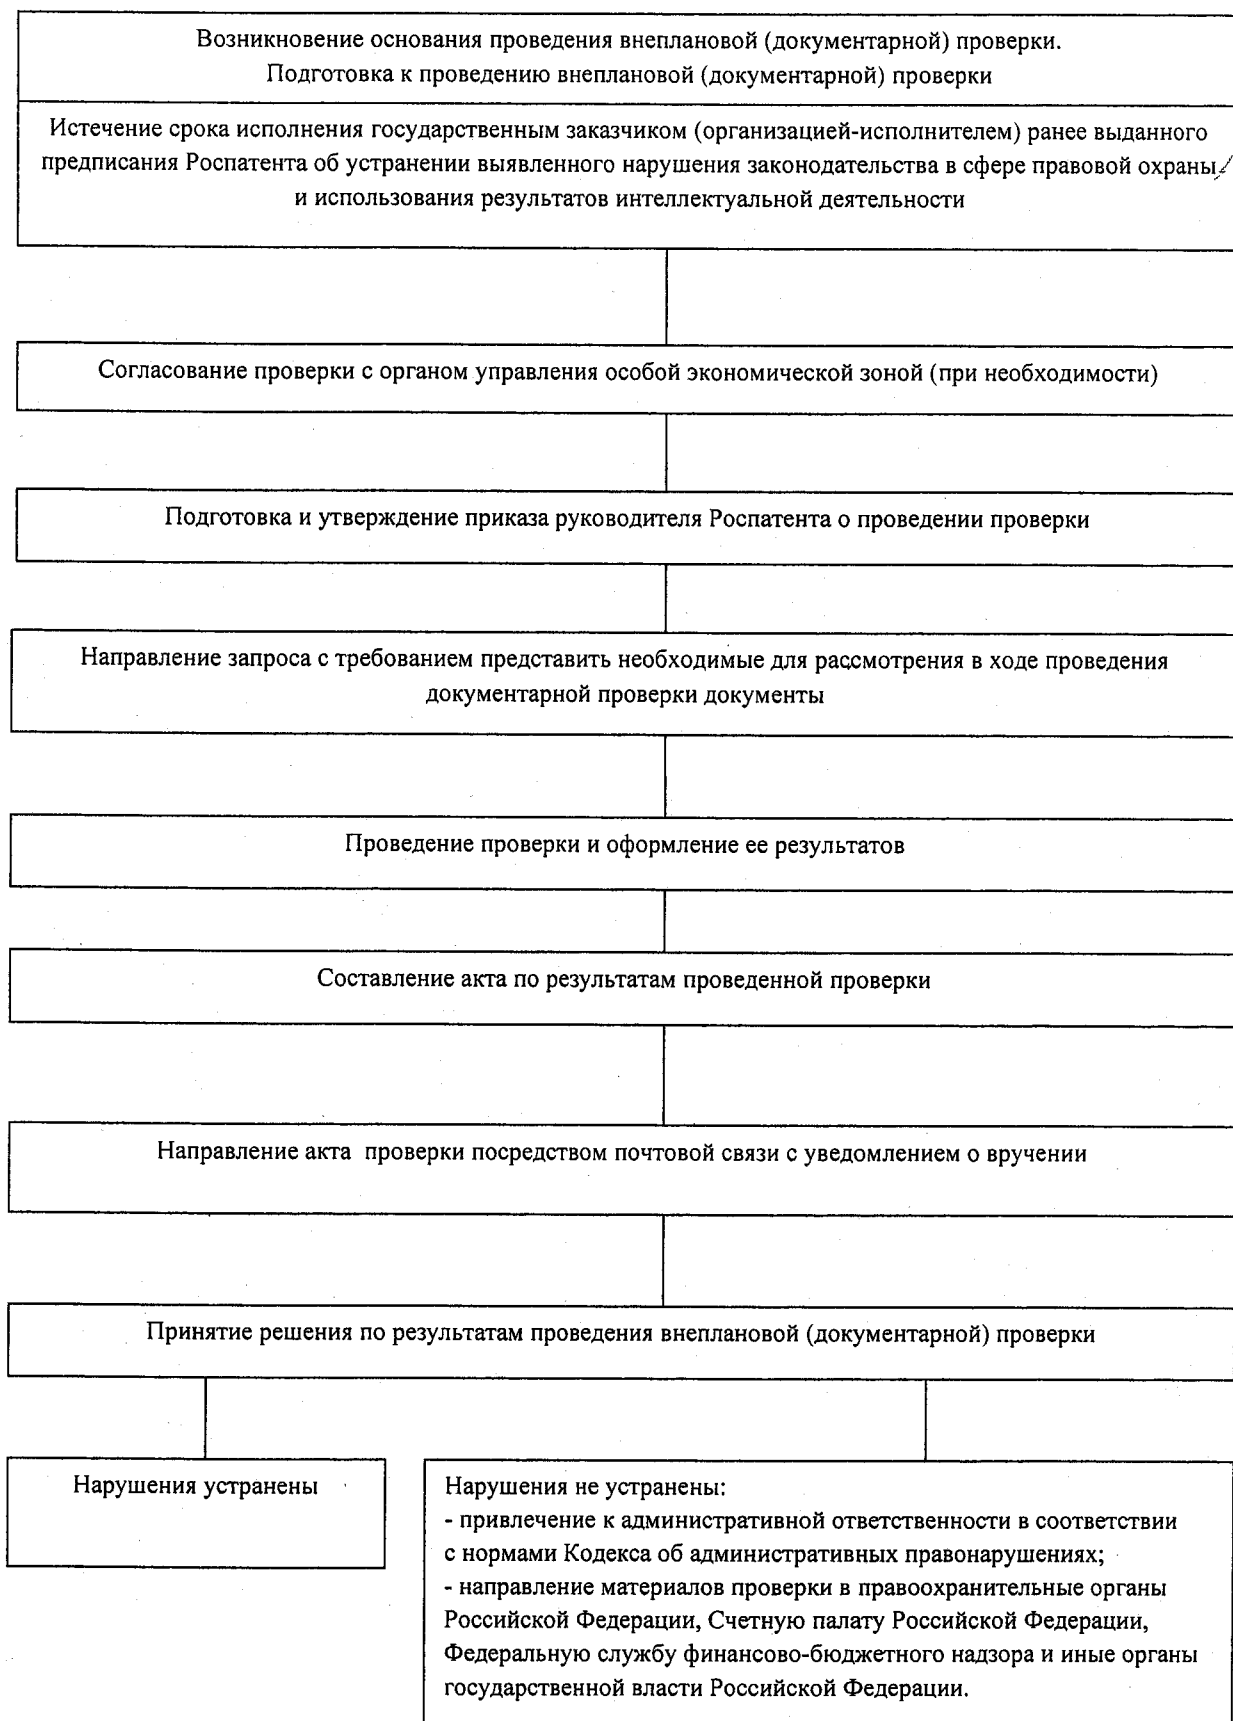 Возникновение основания проведения внеплановой (документарной) проверки.
Подготовка к проведению внеплановой (документарной) проверки
Истечение срока исполнения государственным заказчиком (организацией-исполнителем) ранее выданного
предписания Роспатента об устранении выявленного нарушения законодательства в сфере правовой охраны
и использования результатов интеллектуальной деятельности
Согласование проверки с органом управления особой экономической зоной (при необходимости)
Подготовка и утверждение приказа руководителя Роспатента о проведении проверки
Направление запроса с требованием представить необходимые для рассмотрения в ходе проведения
документарной проверки документы
Проведение проверки и оформление ее результатов
Составление акта по результатам проведенной проверки
Направление акта проверки посредством почтовой связи с уведомлением о вручении
Принятие решения по результатам проведения внеплановой (документарной) проверки
Нарушения устранены
Нарушения не устранены:
- привлечение к административной ответственности в соответствии
с нормами Кодекса об административных правонарушениях;
- направление материалов проверки в правоохранительные органы
Российской Федерации, Счетную палату Российской Федерации,
Федеральную службу финансово-бюджетного надзора и иные органы
государственной власти Российской Федерации.